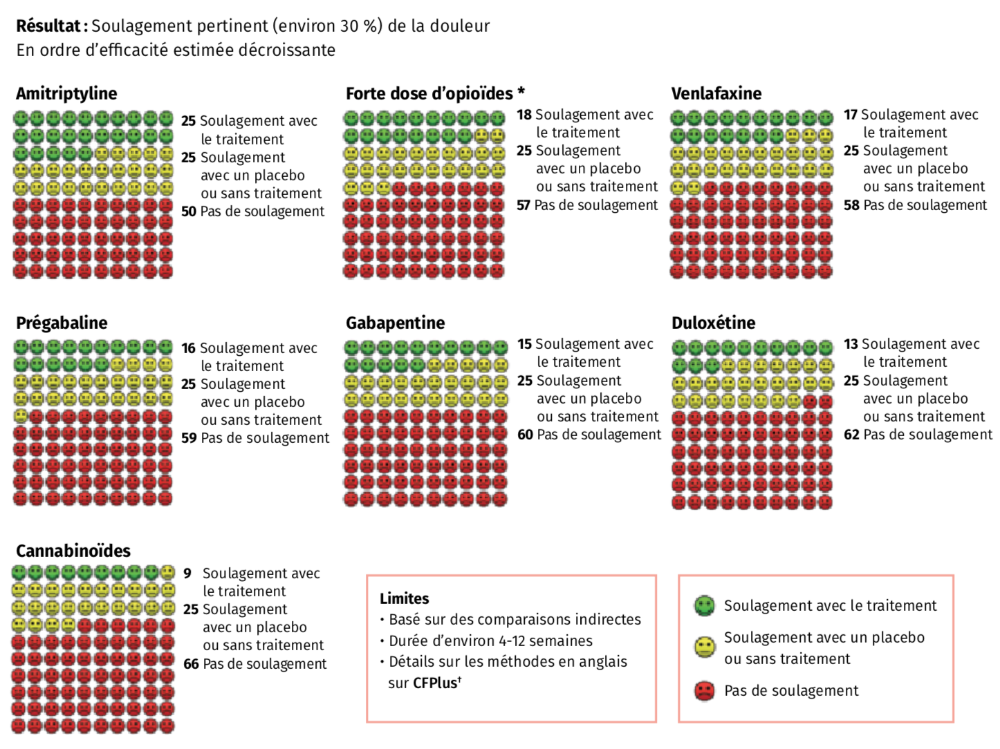 Résultat : Soulagement pertinent (environ 30 %) de la douleur
En ordre d’efficacité estimée décroissante
Amitriptyline
25 Soulagement avec
le traitement
25 Soulagement
avec un placebo
ou sans traitement
50 Pas de soulagement
Forte dose d’opioïdes *
18 Soulagement avec
le traitement
25 Soulagement
avec un placebo
ou sans traitement
57 Pas de soulagement
Venlafaxine
17 Soulagement avec
le traitement
25 Soulagement
avec un placebo
ou sans traitement
58 Pas de soulagement
Prégabaline
16 Soulagement avec
le traitement
25 Soulagement
avec un placebo
ou sans traitement
59 Pas de soulagement
Gabapentine
15 Soulagement avec
le traitement
25 Soulagement
avec un placebo
ou sans traitement
60 Pas de soulagement
Duloxétine
13 Soulagement avec
le traitement
25 Soulagement
avec un placebo
ou sans traitement
62 Pas de soulagement
Cannabinoïdes
9 Soulagement avec
le traitement
25 Soulagement
avec un placebo
ou sans traitement
66 Pas de soulagement
Limites
• Basé sur des comparaisons indirectes
• Durée d’environ 4-12 semaines
• Détails sur les méthodes en anglais
sur CFPlus†
Soulagement avec le traitement
Soulagement avec un placebo
ou sans traitement
Pas de soulagement